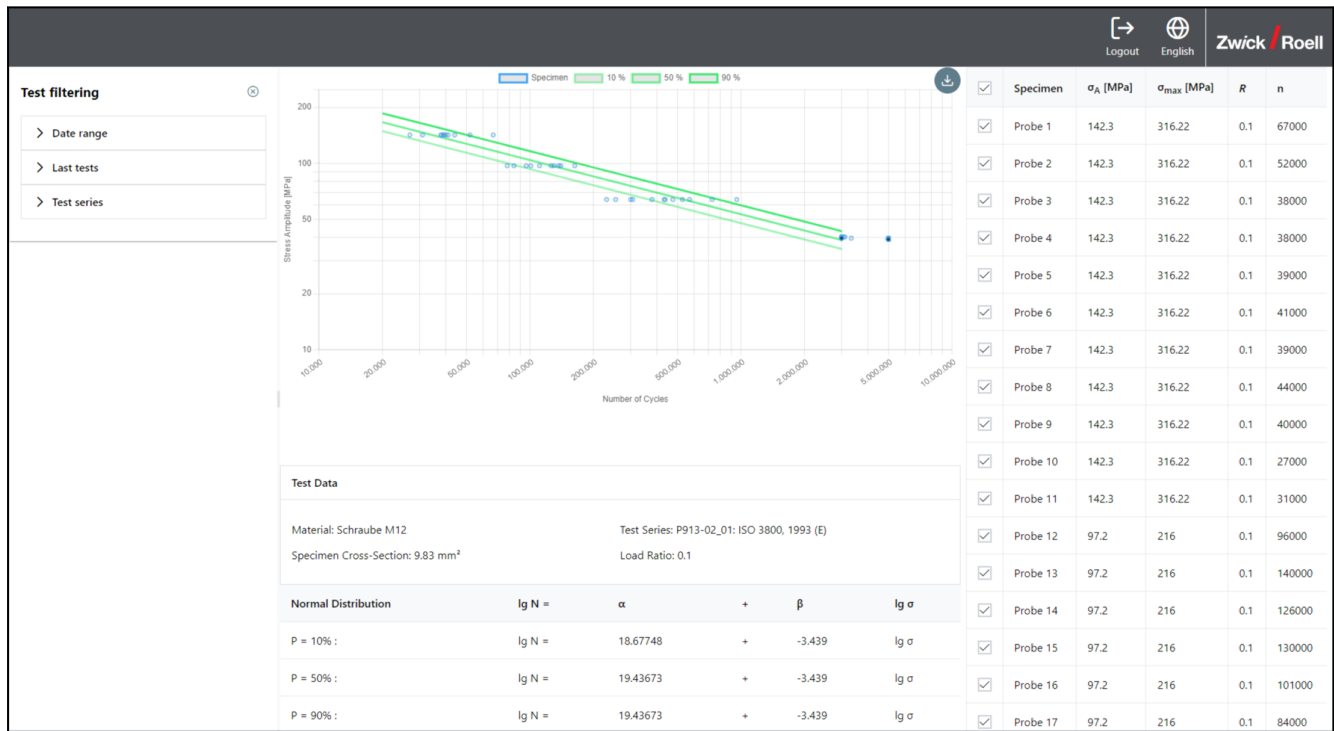 Logout
English
Zwick / Roell
Test filtering
Date range
Last tests
Test series
Specimen 10 % 50 % 90 %
200
100
50
20
10
Stress Amplitude [MPa]
10.000 20.000 50.000 100.000 200.000 500.000 1.000.000 2.000.000 5.000.000 10.000.000
Number of Cycles
Test Data
Material: Schraube M12 Test Series: P913-02_01: ISO 3800, 1993 (E)
Specimen Cross-Section: 9.83 mm² Load Ratio: 0.1
Normal Distribution lg N = α + β lg σ
P = 10% : lg N = 18.67748 + -3.439 lg σ
P = 50% : lg N = 19.43673 + -3.439 lg σ
P = 90% : lg N = 19.43673 + -3.439 lg σ
Specimen σA [MPa] σmax [MPa] R n
Probe 1 142.3 316.22 0.1 67000
Probe 2 142.3 316.22 0.1 52000
Probe 3 142.3 316.22 0.1 38000
Probe 4 142.3 316.22 0.1 38000
Probe 5 142.3 316.22 0.1 39000
Probe 6 142.3 316.22 0.1 41000
Probe 7 142.3 316.22 0.1 39000
Probe 8 142.3 316.22 0.1 44000
Probe 9 142.3 316.22 0.1 40000
Probe 10 142.3 316.22 0.1 27000
Probe 11 142.3 316.22 0.1 31000
Probe 12 97.2 216 0.1 96000
Probe 13 97.2 216 0.1 140000
Probe 14 97.2 216 0.1 126000
Probe 15 97.2 216 0.1 130000
Probe 16 97.2 216 0.1 101000
Probe 17 97.2 216 0.1 84000